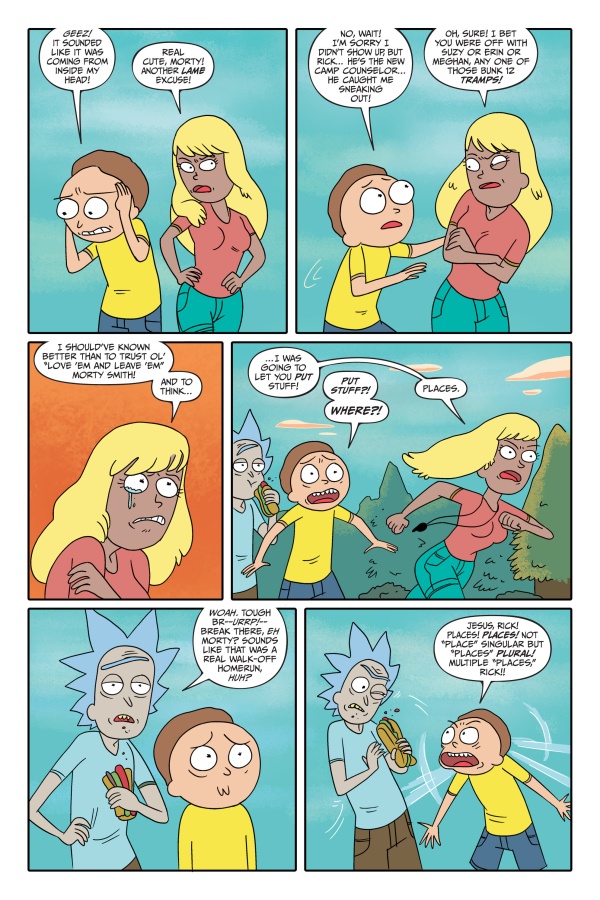 GEEZ!
IT SOUNDED
LIKE IT WAS
COMING FROM
INSIDE MY
HEAD!
REAL
CUTE, MORTY!
ANOTHER LAME
EXCUSE!
NO, WAIT!
I'M SORRY I
DIDN'T SHOW UP, BUT
RICK... HE'S THE NEW
CAMP COUNSELOR...
HE CAUGHT ME
SNEAKING
OUT!
OH, SURE! I BET
YOU WERE OFF WITH
SUZY OR ERIN OR
MEGHAN, ANY ONE OF
THOSE BUNK 12
TRAMPS!
I SHOULD'VE KNOWN
BETTER THAN TO TRUST OL'
"LOVE 'EM AND LEAVE 'EM"
MORTY SMITH!
AND TO
THINK...
...I WAS
GOING TO
LET YOU PUT
STUFF!
PUT
STUFF?!
WHERE?!
PLACES.
WOAH. TOUGH
BR--URRP!--
BREAK THERE, EH
MORTY? SOUNDS
LIKE THAT WAS A
REAL WALK-OFF
HOMERUN,
HUH?
JESUS, RICK!
PLACES! PLACES! NOT
"PLACE" SINGULAR BUT
"PLACES" PLURAL!
MULTIPLE "PLACES,"
RICK!!